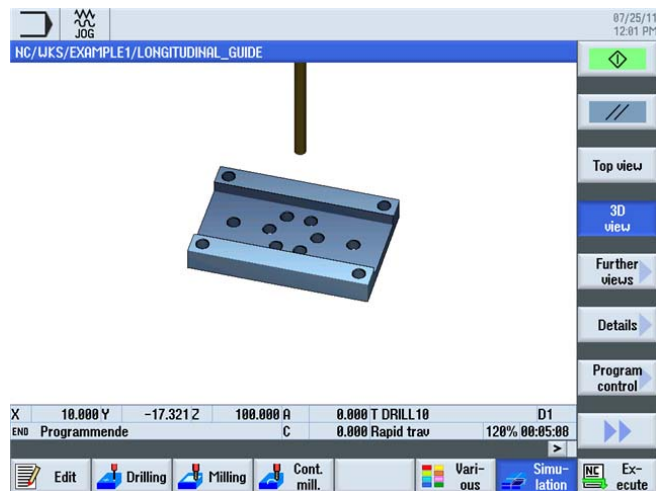 07/25/11
12:01 PM
JOG
NC/WKS/EXAMPLE1/LONGITUDINAL_GUIDE
Top view
3D
view
Further
views
Details
Program
control
X 10.000 Y -17.321 Z 100.000 A 0.000 T DRILL10 D1
END Programmende C 0.000 Rapid trav 120% 00:05:08
>
Edit
Drilling
Milling
Cont.
mill.
Vari-
ous
Simu-
lation
NC
Ex-
ecute